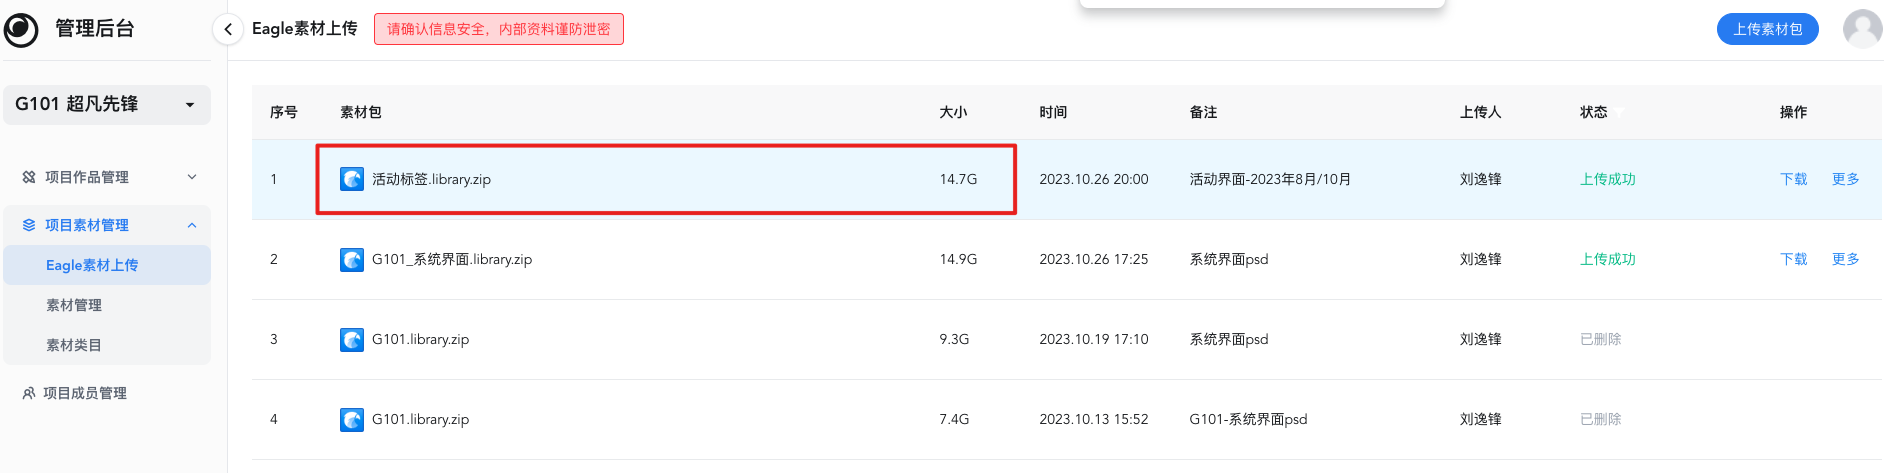 管理后台
Eagle素材上传
请确认信息安全，内部资料谨防泄密
上传素材包
G101 超凡先锋
项目作品管理
项目素材管理
Eagle素材上传
素材管理
素材类目
项目成员管理
序号 素材包 大小 时间 备注 上传人 状态 操作
1 活动标签.library.zip 14.7G 2023.10.26 20:00 活动界面-2023年8月/10月 刘逸锋 上传成功 下载 更多
2 G101_系统界面.library.zip 14.9G 2023.10.26 17:25 系统界面psd 刘逸锋 上传成功 下载 更多
3 G101.library.zip 9.3G 2023.10.19 17:10 系统界面psd 刘逸锋 已删除
4 G101.library.zip 7.4G 2023.10.13 15:52 G101-系统界面psd 刘逸锋 已删除